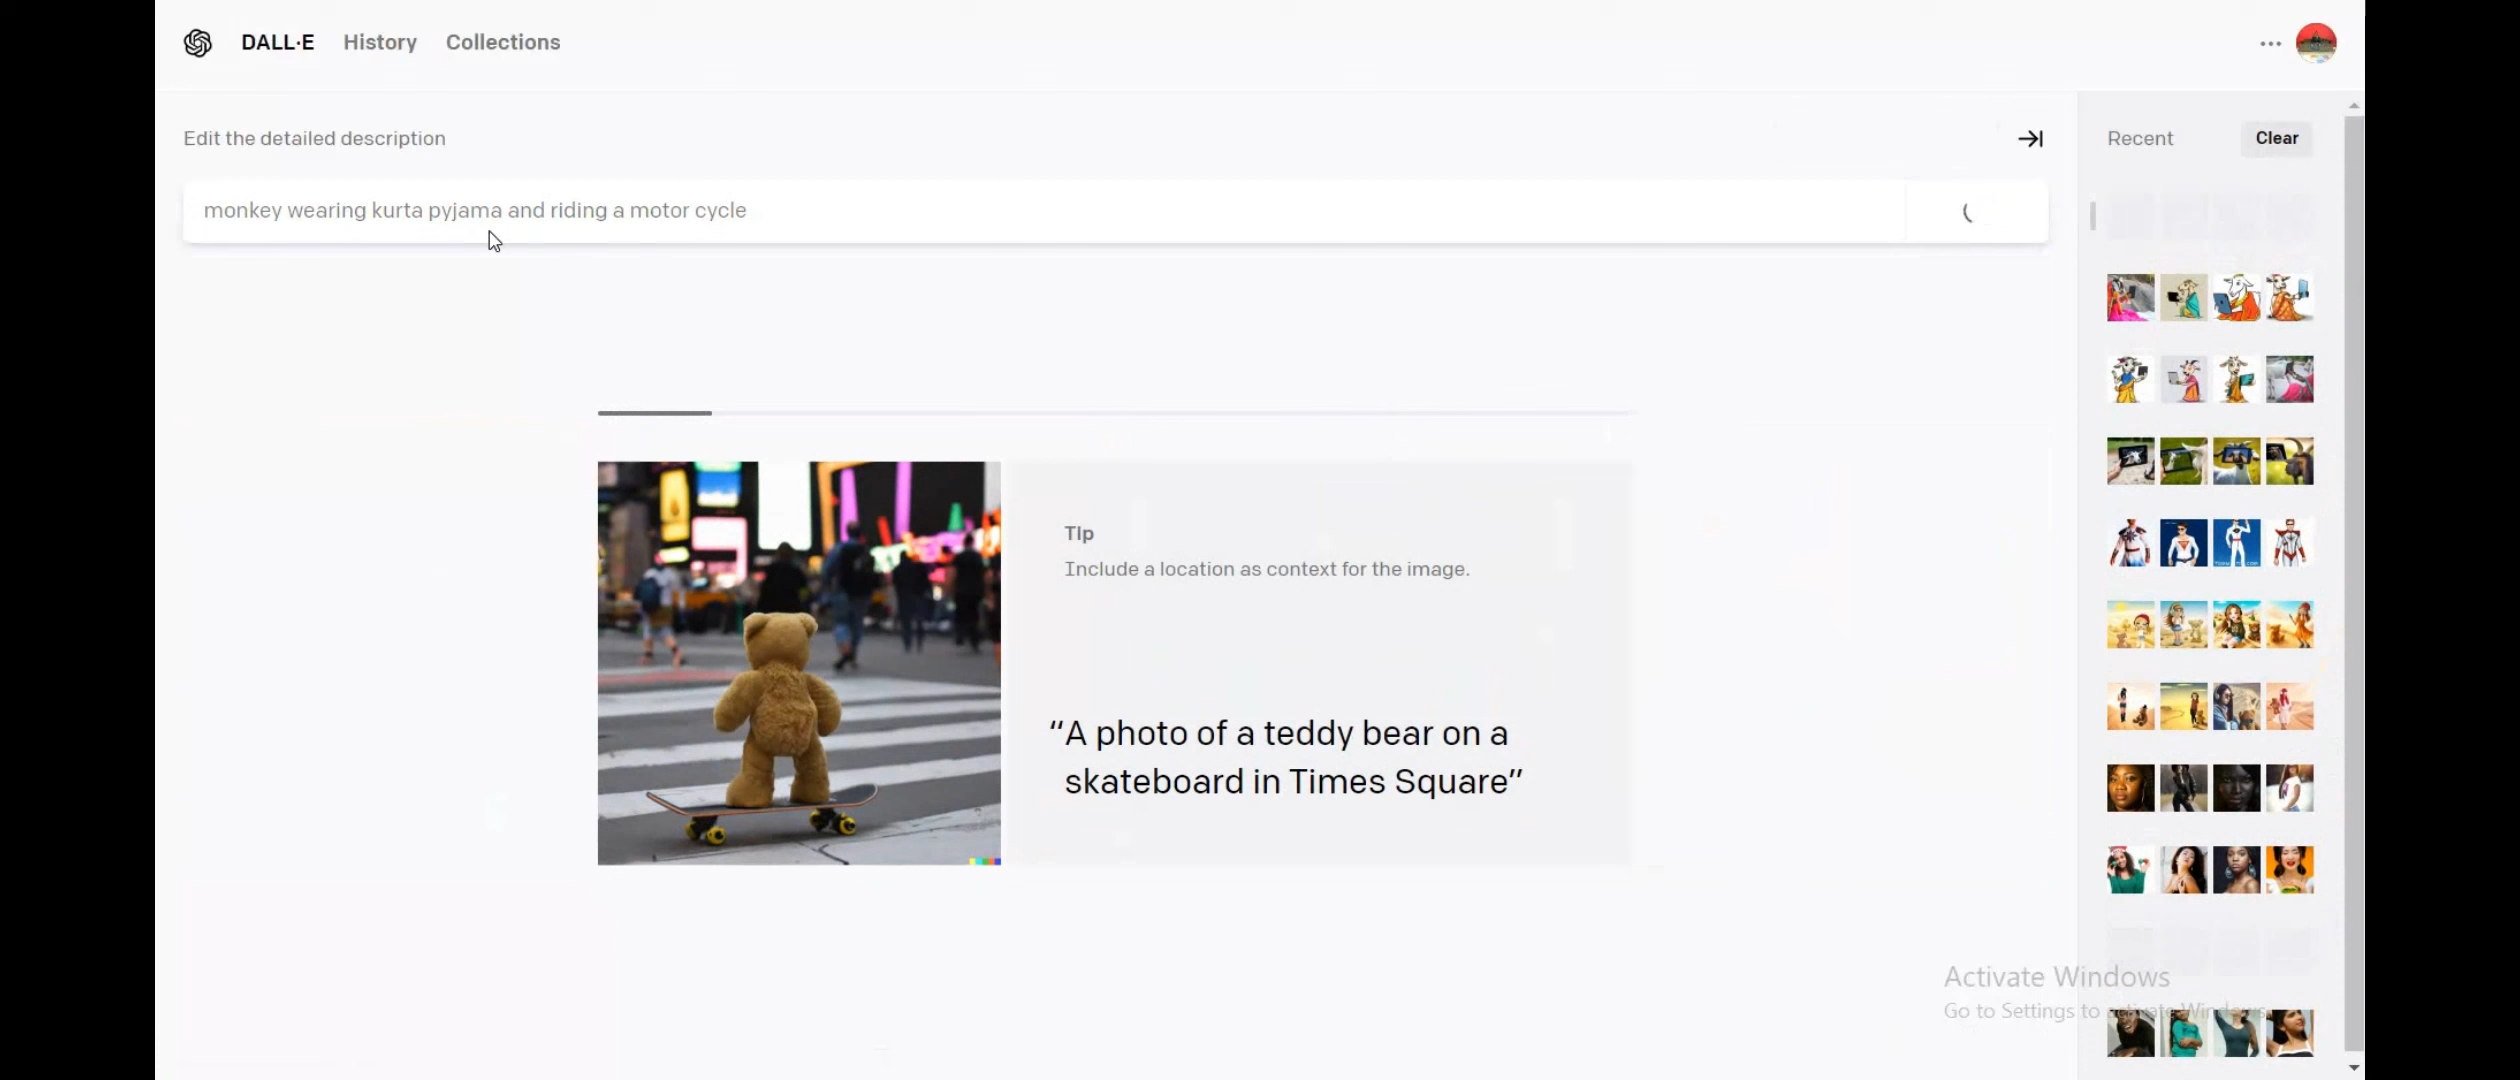 DALL·E History Collections
Edit the detailed description
Recent Clear
monkey wearing kurta pyjama and riding a motor cycle
Tip
Include a location as context for the image.
“A photo of a teddy bear on a
skateboard in Times Square”
Activate Windows
Go to Settings to activate Windows.